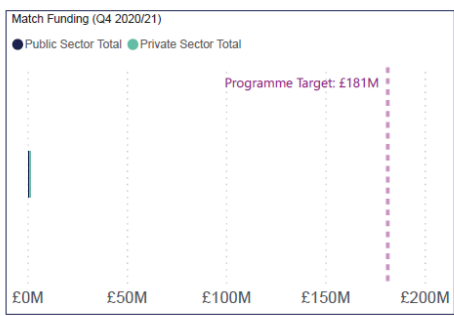 Match Funding (Q4 2020/21)
Public Sector Total Private Sector Total
Programme Target: £181M
£0M £50M £100M £150M £200M